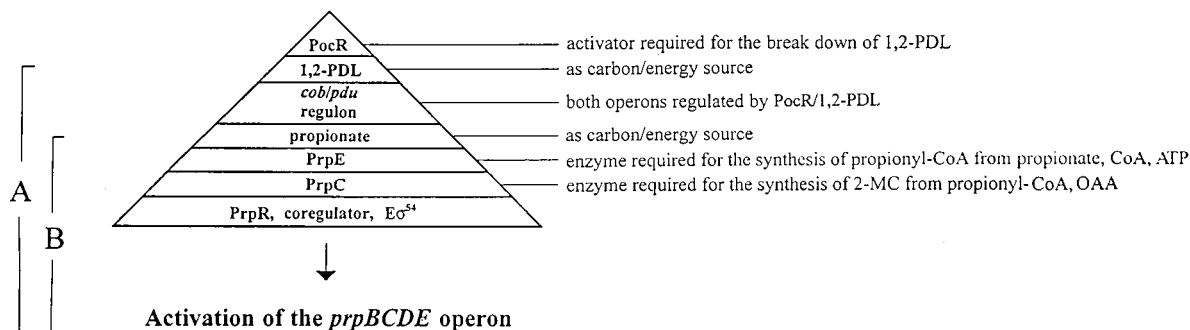 PocR
activator required for the break down of 1,2-PDL
1,2-PDL
as carbon/energy source
cob/pdu
regulon
both operons regulated by PocR/1,2-PDL
propionate
as carbon/energy source
PrpE
enzyme required for the synthesis of propionyl-CoA from propionate, CoA, ATP
PrpC
enzyme required for the synthesis of 2-MC from propionyl-CoA, OAA
PrpR, coregulator, Eσ⁵⁴
A
B
Activation of the prpBCDE operon